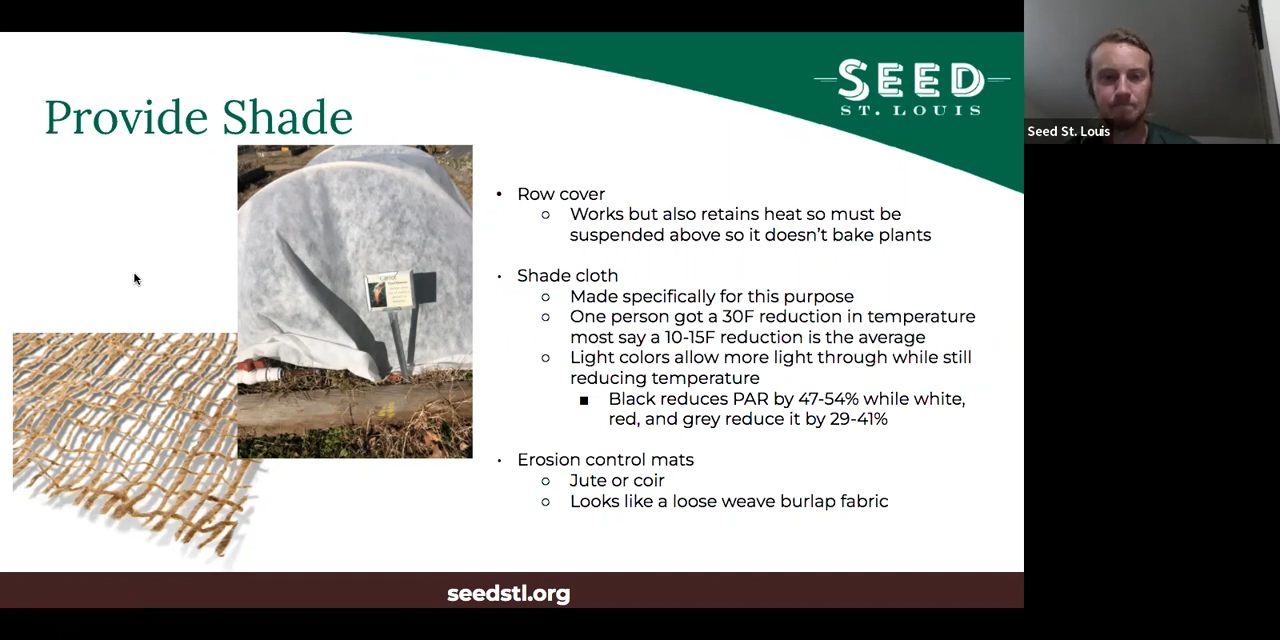 SEED
ST. LOUIS
Seed St. Louis
Provide Shade
• Row cover
○ Works but also retains heat so must be
suspended above so it doesn't bake plants
• Shade cloth
○ Made specifically for this purpose
○ One person got a 30F reduction in temperature
most say a 10-15F reduction is the average
○ Light colors allow more light through while still
reducing temperature
■ Black reduces PAR by 47-54% while white,
red, and grey reduce it by 29-41%
• Erosion control mats
○ Jute or coir
○ Looks like a loose weave burlap fabric
seedstl.org